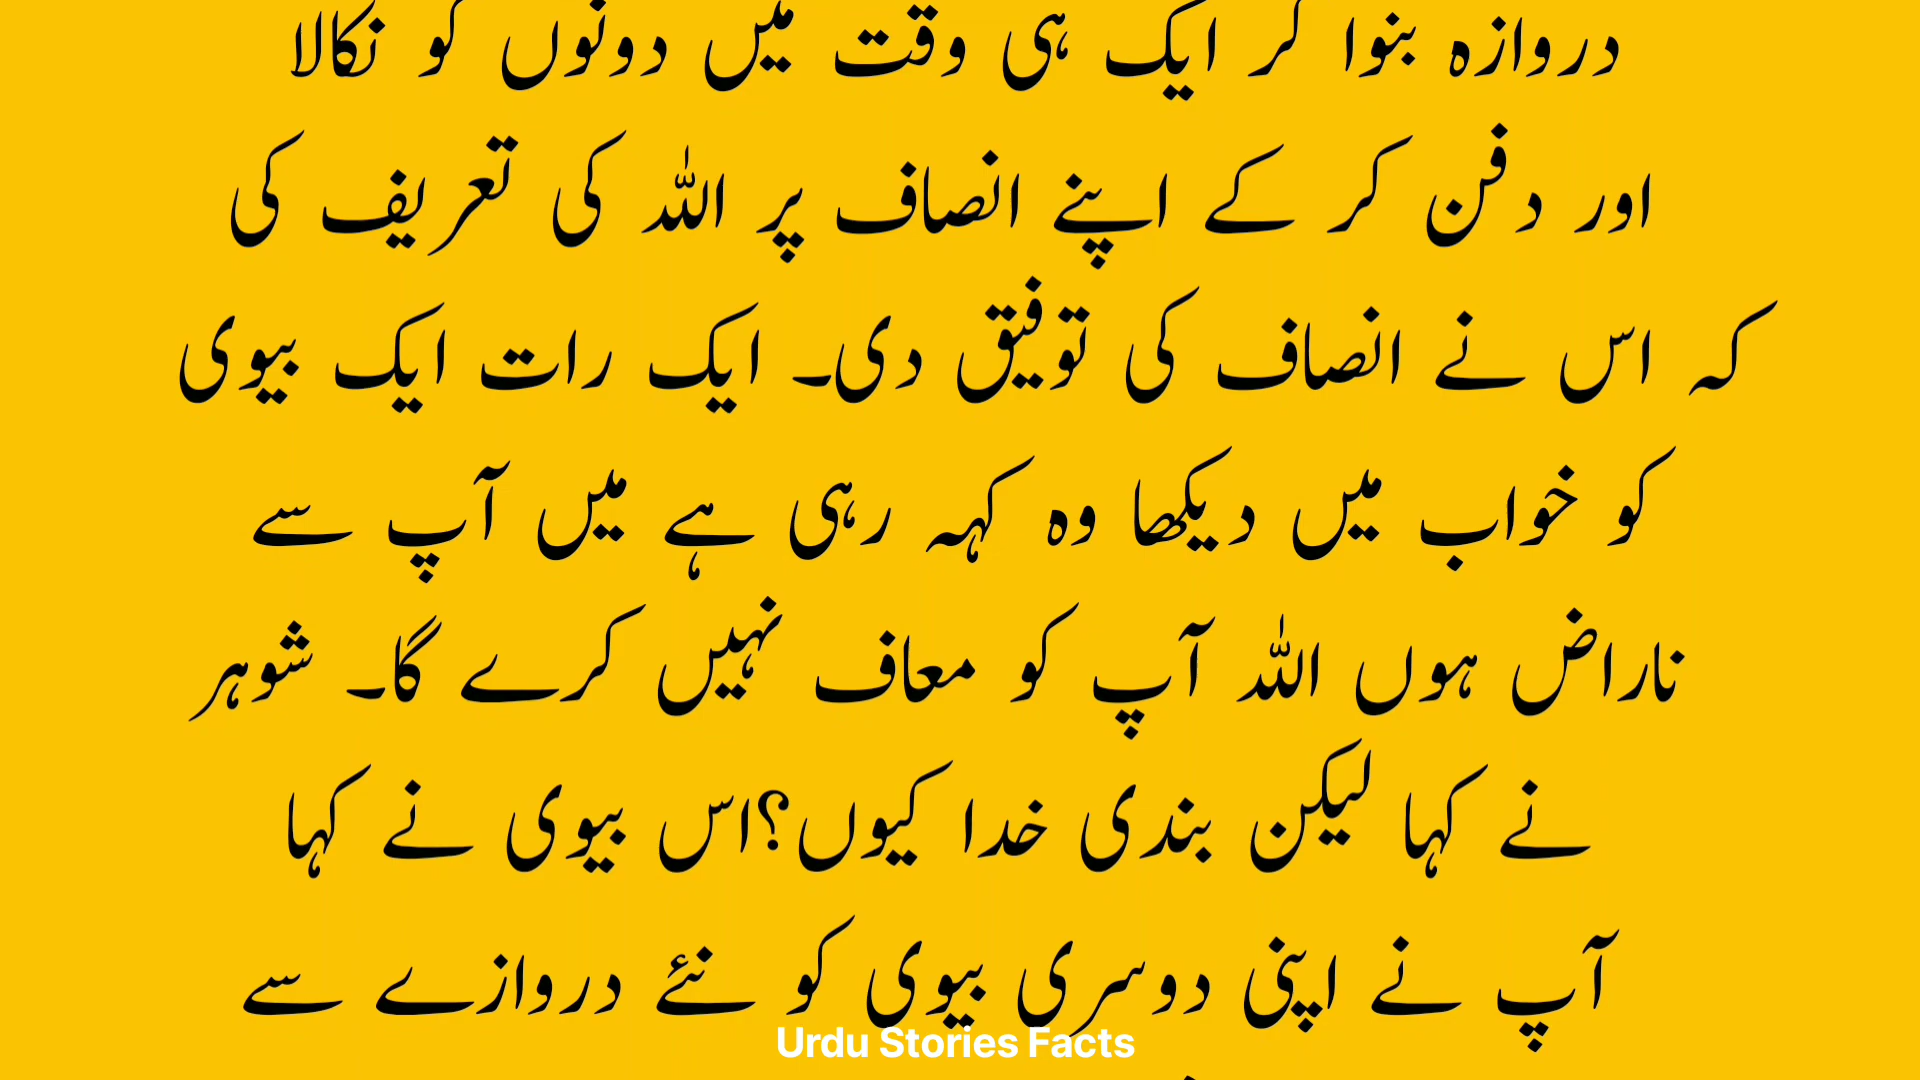 دروازہ بنوا کر ایک ہی وقت میں دونوں کو نکالا
اور دفن کر کے اپنے انصاف پر اللہ کی تعریف کی
کہ اس نے انصاف کی توفیق دی۔ ایک رات ایک بیوی
کو خواب میں دیکھا وہ کہہ رہی ہے میں آپ سے
ناراض ہوں اللہ آپ کو معاف نہیں کرے گا۔ شوہر
نے کہا لیکن بندی خدا کیوں؟اس بیوی نے کہا
آپ نے اپنی دوسری بیوی کو نئے دروازے سے
Urdu Stories Facts